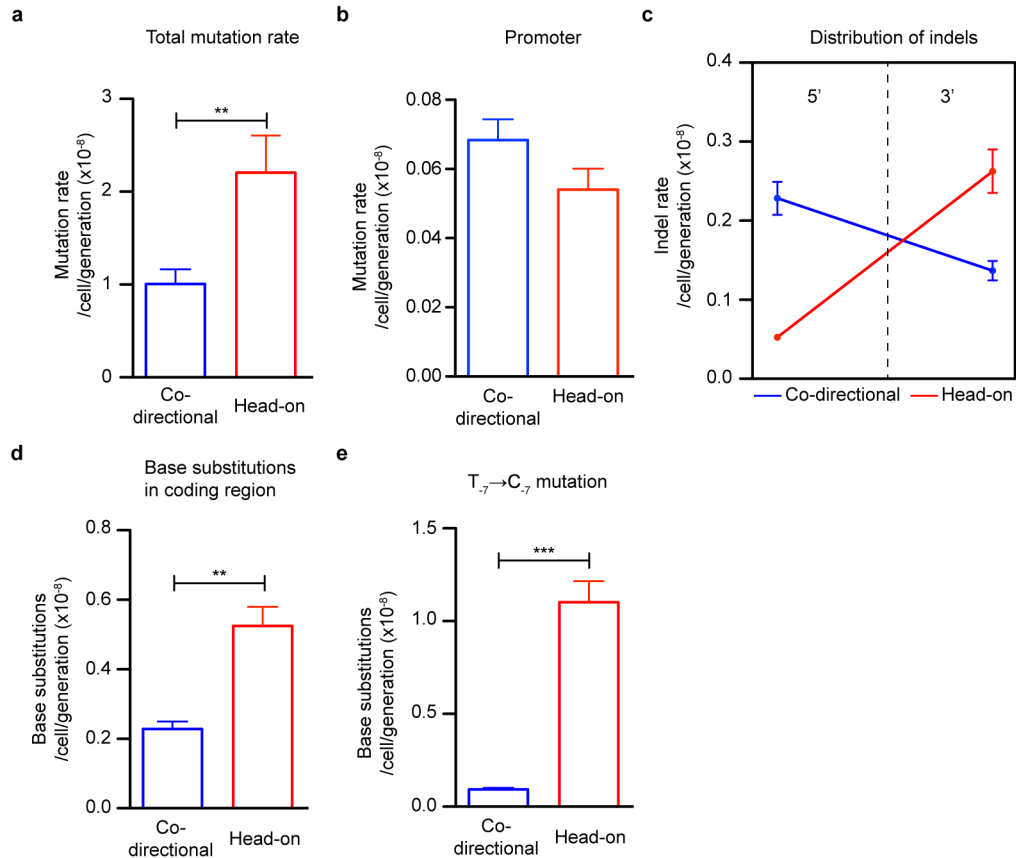 a
Total mutation rate
Mutation rate
/cell/generation (x10-8)
3
2
1
0
**
Co-
directional
Head-on
b
Promoter
Mutation rate
/cell/generation (x10-8)
0.08
0.06
0.04
0.02
0.00
Co-
directional
Head-on
c
Distribution of indels
Indel rate
/cell/generation (x10-8)
0.4
0.3
0.2
0.1
0.0
5’
3’
Co-directional
Head-on
d
Base substitutions
in coding region
Base substitutions
/cell/generation (x10-8)
0.8
0.6
0.4
0.2
0.0
**
Co-
directional
Head-on
e
T-7→C-7 mutation
Base substitutions
/cell/generation (x10-8)
1.5
1.0
0.5
0.0
***
Co-
directional
Head-on